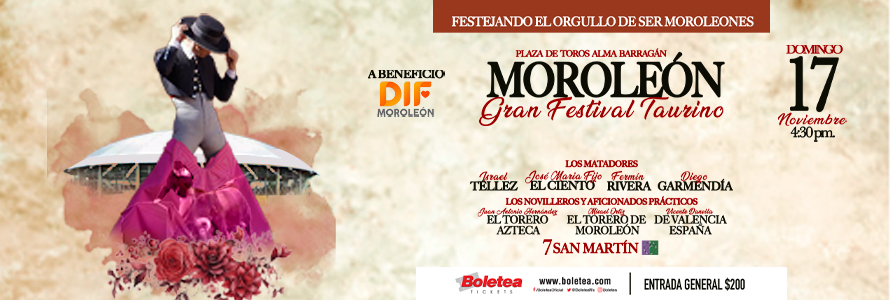 FESTEJANDO EL ORGULLO DE SER MOROLEONES
PLAZA DE TOROS ALMA BARRAGÁN
MOROLEÓN
Gran Festival Taurino
A BENEFICIO
DIF
MOROLEÓN
DOMINGO
17
Noviembre
4:30 pm.
LOS MATADORES
Israel José María Fijo Fermín Diego
TÉLLEZ EL CIENTO RIVERA GARMENDÍA
LOS NOVILLEROS Y AFICIONADOS PRÁCTICOS
Juan Antonio Hernández Misael Ortiz Vicente
EL TORERO EL TORERO DE DE VALENCIA
AZTECA MOROLEÓN ESPAÑA
7 SAN MARTÍN
Boletea www.boletea.com ENTRADA GENERAL $200
TICKETS